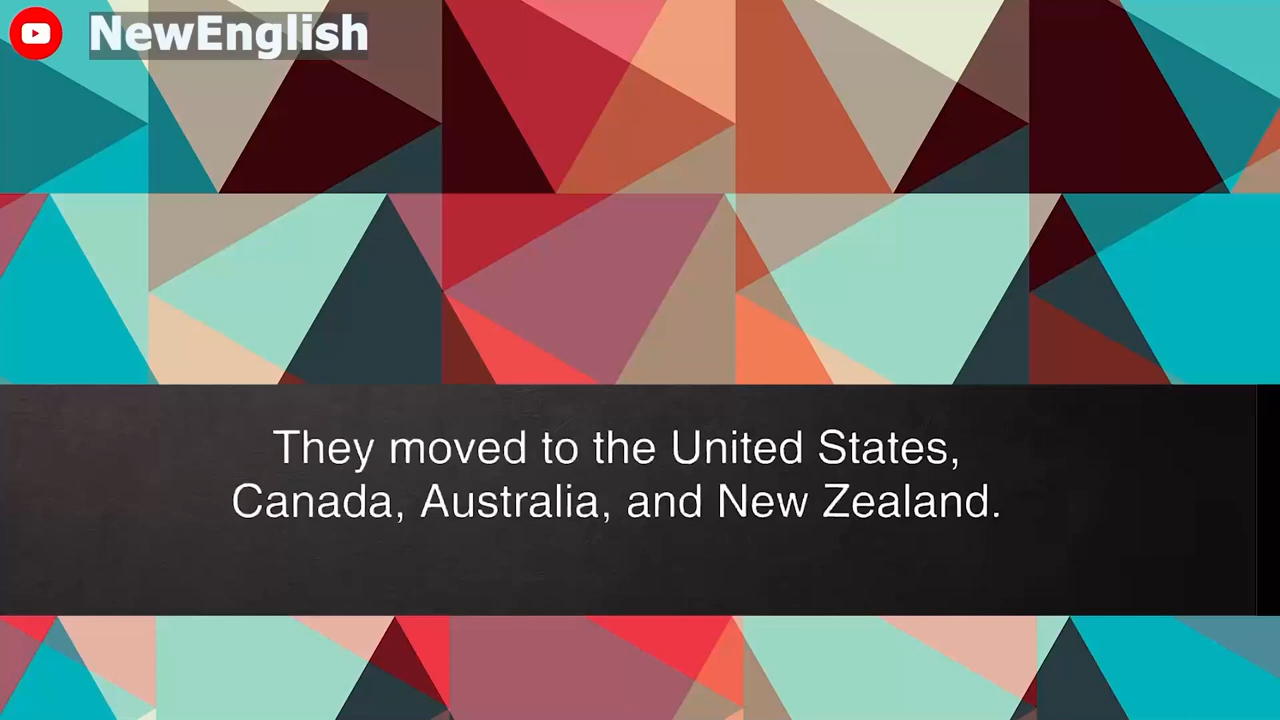 NewEnglish
They moved to the United States,
Canada, Australia, and New Zealand.